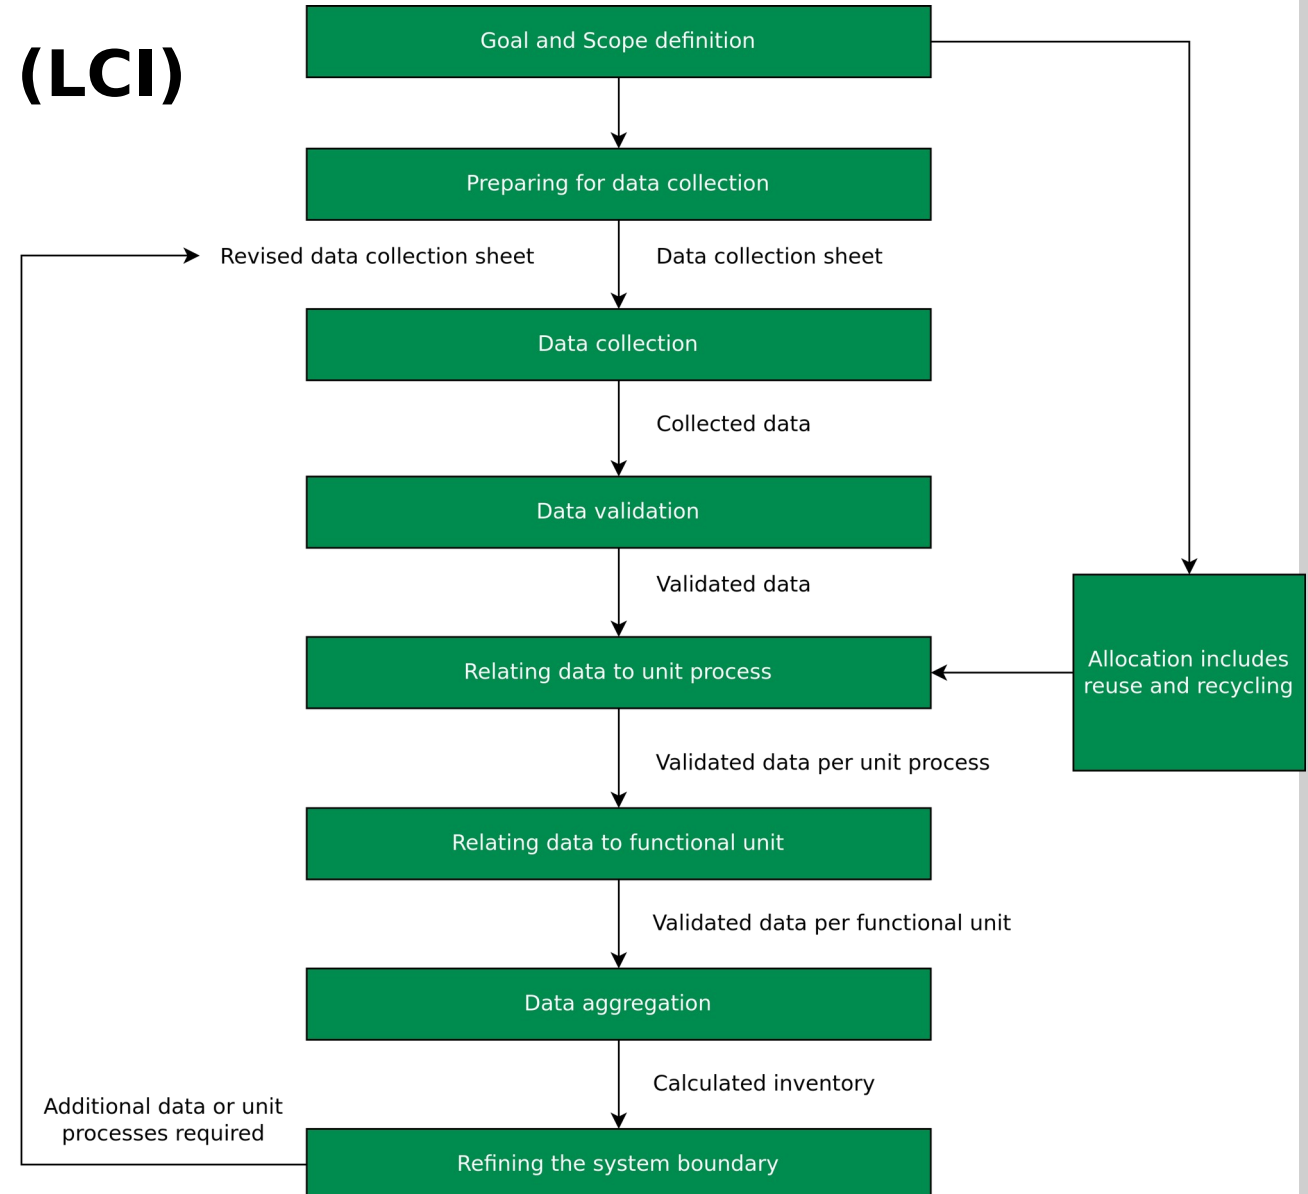 (LCI)
Goal and Scope definition
Preparing for data collection
Revised data collection sheet
Data collection sheet
Data collection
Collected data
Data validation
Validated data
Relating data to unit process
Allocation includes
reuse and recycling
Validated data per unit process
Relating data to functional unit
Validated data per functional unit
Data aggregation
Calculated inventory
Additional data or unit
processes required
Refining the system boundary